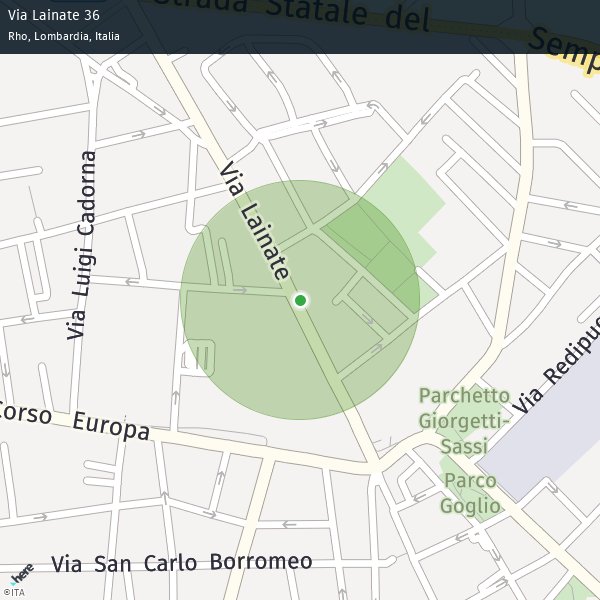 Via Lainate 36
Rho, Lombardia, Italia
Strada Statale del
Semp
Via Lainate
Via Luigi Cadorna
Via Redipug
Parchetto
Giorgetti-
Sassi
Corso Europa
Parco
Goglio
Via San Carlo Borromeo
here
©ITA